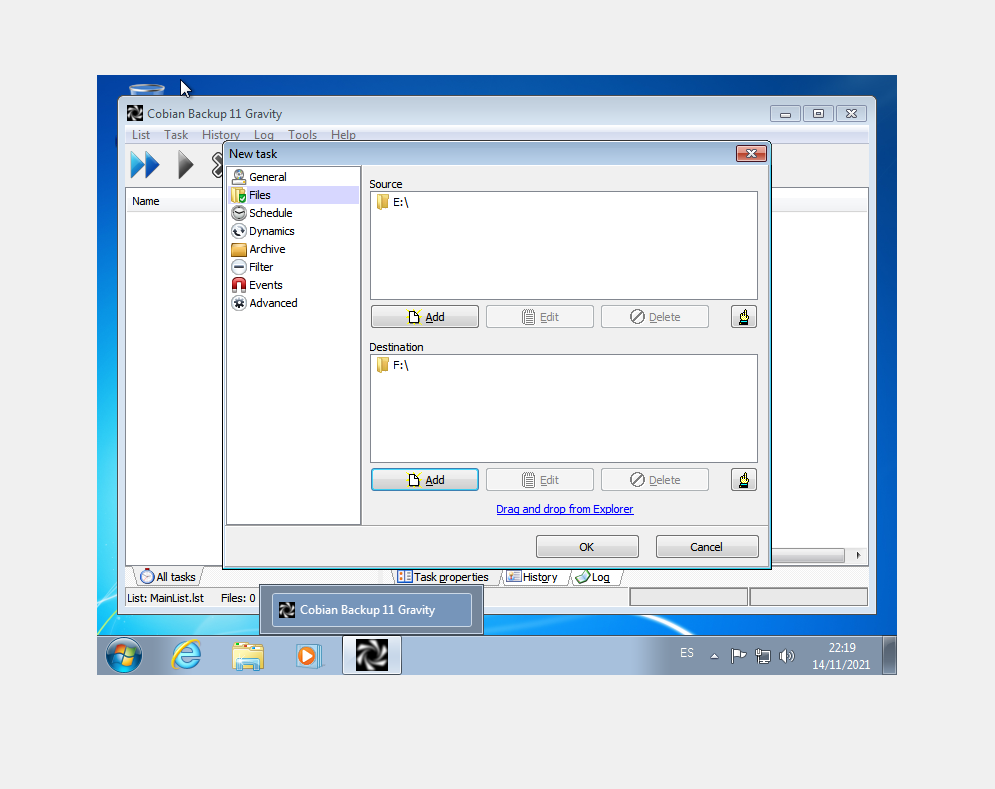 Cobian Backup 11 Gravity
List Task History Log Tools Help
New task
Name
General
Files
Schedule
Dynamics
Archive
Filter
Events
Advanced
Source
E:\
Add Edit Delete
Destination
F:\
Add Edit Delete
Drag and drop from Explorer
OK Cancel
All tasks Task properties History Log
List: MainList.lst Files: 0
Cobian Backup 11 Gravity
ES
22:19
14/11/2021